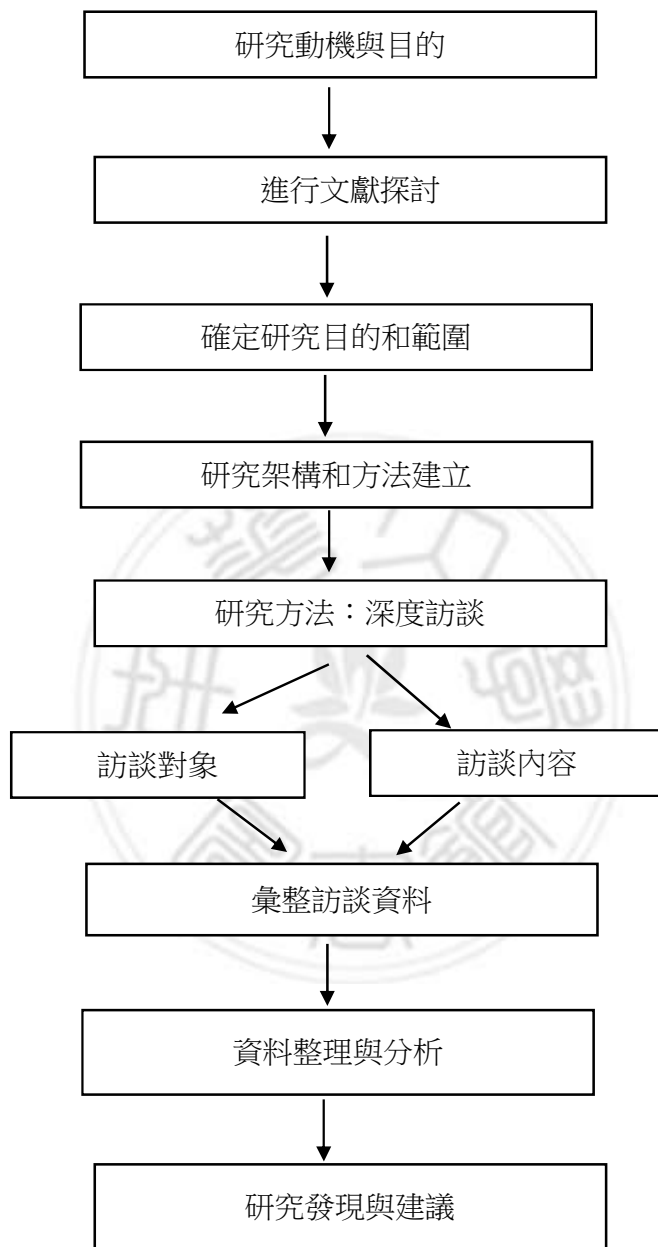 研究動機與目的
進行文獻探討
確定研究目的和範圍
研究架構和方法建立
研究方法：深度訪談
訪談對象
訪談內容
彙整訪談資料
資料整理與分析
研究發現與建議